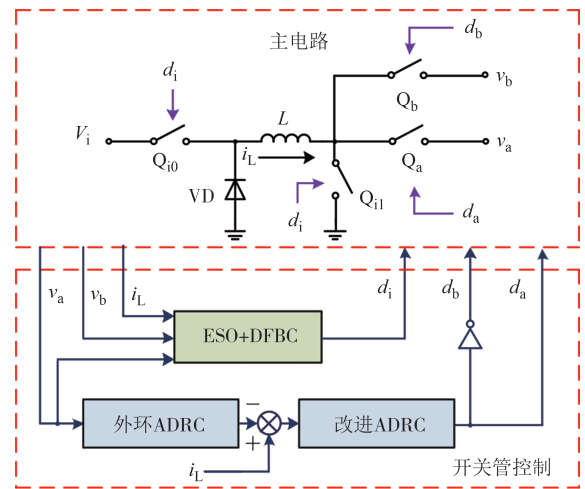 主电路
d_b
d_i
Q_b
v_b
V_i
Q_i0
L
i_L
Q_a
v_a
VD
d_i
Q_i1
d_a
v_a
v_b
i_L
d_i
d_b
d_a
ESO+DFBC
外环ADRC
−
+
改进ADRC
i_L
开关管控制